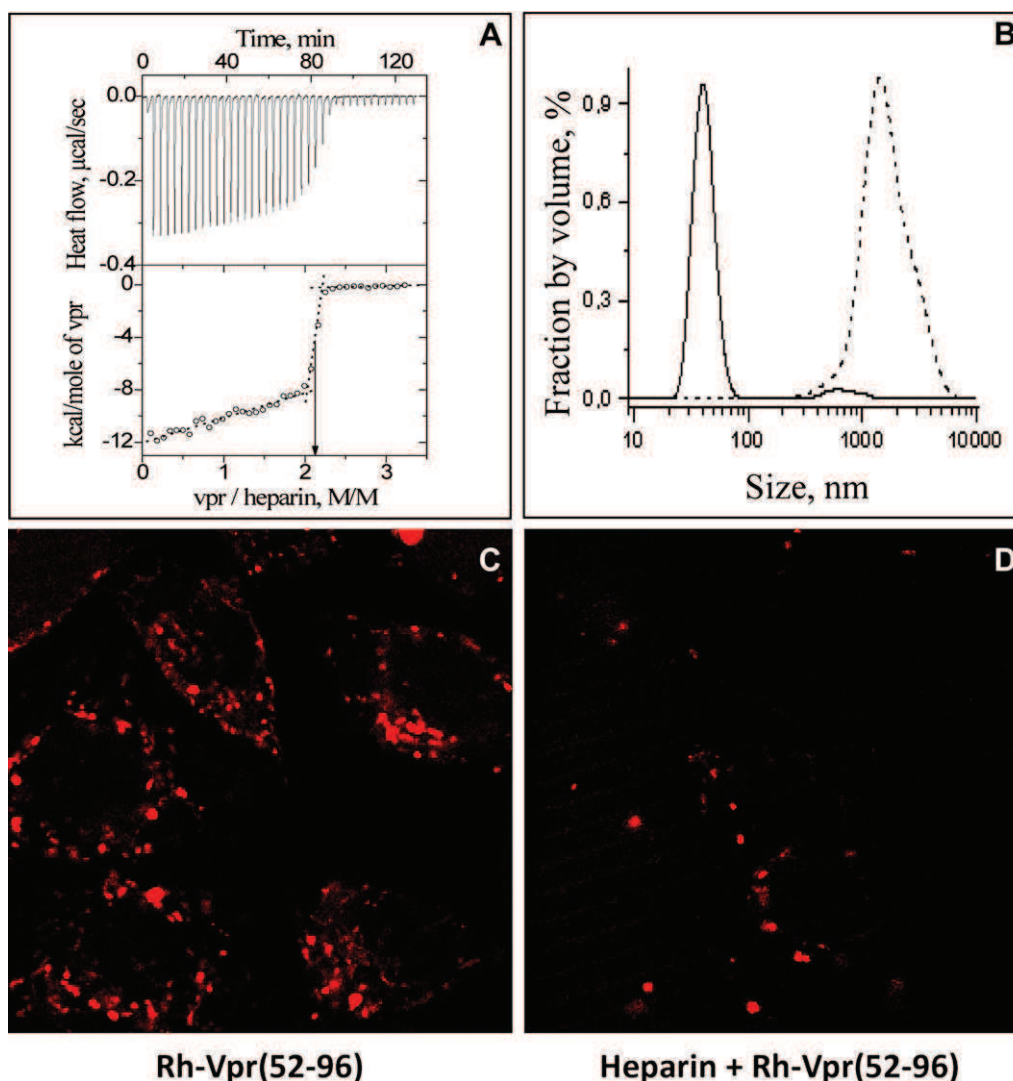 A
Time, min
0 40 80 120
0.0
-0.2
-0.4
Heat flow, µcal/sec
0
-4
-8
-12
kcal/mole of vpr
0 1 2 3
vpr / heparin, M/M
B
0.9
0.6
0.3
0.0
Fraction by volume, %
10 100 1000 10000
Size, nm
C
D
Rh-Vpr(52-96)
Heparin + Rh-Vpr(52-96)